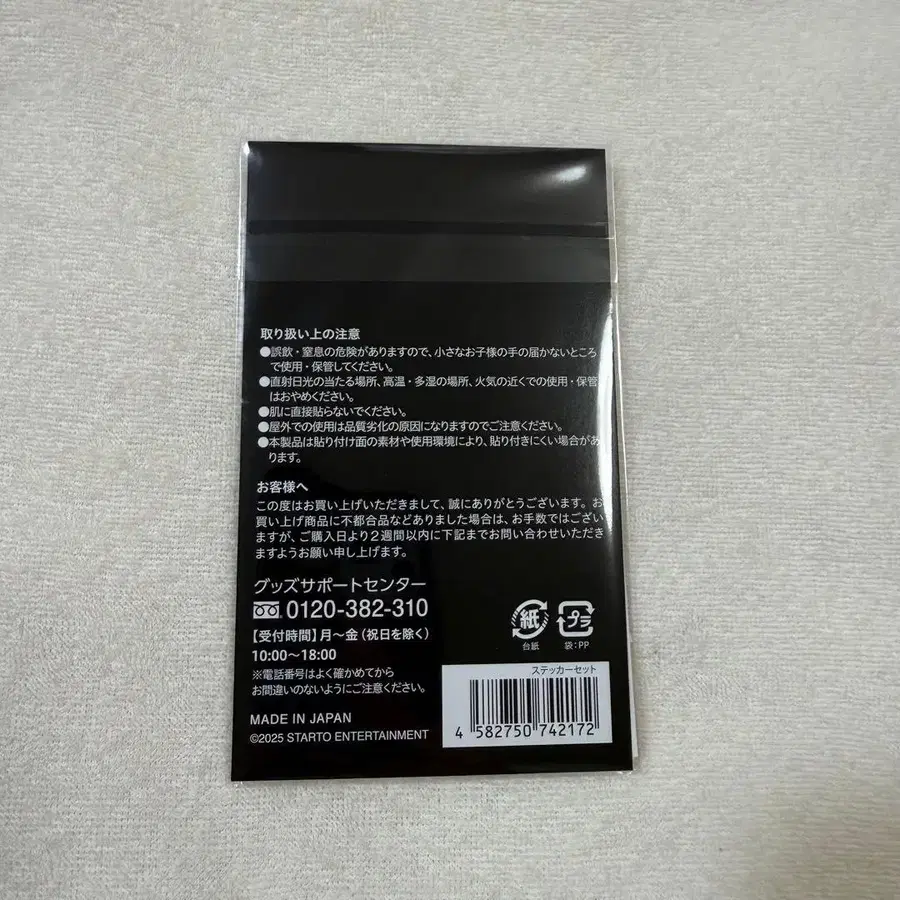 取り扱い上の注意
●誤飲・窒息の危険がありますので、小さなお子様の手の届かないところ
で使用・保管してください。
●直射日光の当たる場所、高温・多湿の場所、火気の近くでの使用・保管
はおやめください。
●肌に直接貼らないでください。
●屋外での使用は品質劣化の原因になりますのでご注意ください。
●本製品は貼り付け面の素材や使用環境により、貼り付きにくい場合があ
ります。
お客様へ
この度はお買い上げいただきまして、誠にありがとうございます。お
買い上げ商品に不都合品などありました場合は、お手数ではござい
ますが、ご購入日より2週間以内に下記までお問い合わせいただき
ますようお願い申し上げます。
グッズサポートセンター
0120-382-310
【受付時間】月〜金（祝日を除く）
10:00〜18:00
※電話番号はよく確かめてから
お間違いのないようにご注意ください。
MADE IN JAPAN
©2025 STARTO ENTERTAINMENT
紙
台紙
プラ
袋:PP
ステッカーセット
4 582750 742172